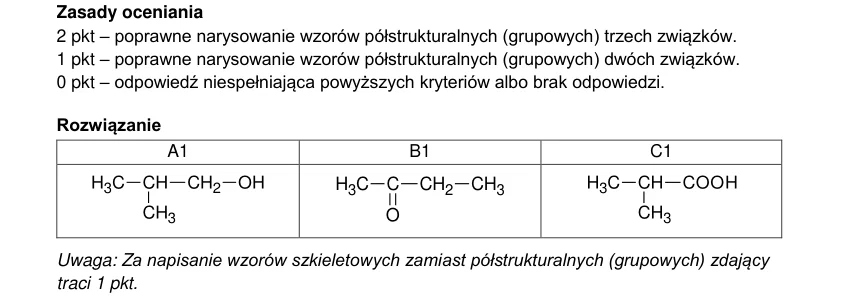 Zasady oceniania
2 pkt – poprawne narysowanie wzorów półstrukturalnych (grupowych) trzech związków.
1 pkt – poprawne narysowanie wzorów półstrukturalnych (grupowych) dwóch związków.
0 pkt – odpowiedź niespełniająca powyższych kryteriów albo brak odpowiedzi.
Rozwiązanie
A1 B1 C1
H₃C–CH–CH₂–OH H₃C–C–CH₂–CH₃ H₃C–CH–COOH
CH₃ O CH₃
Uwaga: Za napisanie wzorów szkieletowych zamiast półstrukturalnych (grupowych) zdający
traci 1 pkt.